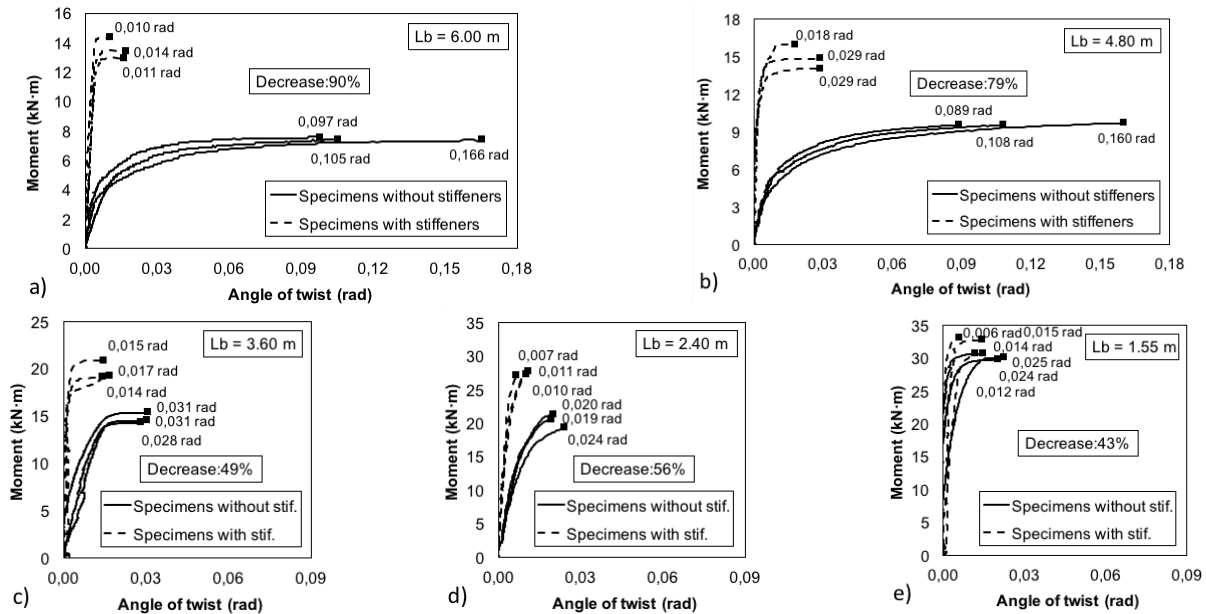 16
14
12
10
8
6
4
2
0
Moment (kN·m)
0,010 rad
0,014 rad
0,011 rad
Lb = 6.00 m
Decrease:90%
0,097 rad
0,105 rad
0,166 rad
Specimens without stiffeners
Specimens with stiffeners
0,00 0,03 0,06 0,09 0,12 0,15 0,18
Angle of twist (rad)
a)
18
15
12
9
6
3
0
Moment (kN·m)
0,018 rad
0,029 rad
0,029 rad
Lb = 4.80 m
Decrease:79%
0,089 rad
0,108 rad
0,160 rad
Specimens without stiffeners
Specimens with stiffeners
0,00 0,03 0,06 0,09 0,12 0,15 0,18
Angle of twist (rad)
b)
25
20
15
10
5
0
Moment (kN·m)
Lb = 3.60 m
0,015 rad
0,017 rad
0,014 rad
0,031 rad
0,031 rad
0,028 rad
Decrease:49%
Specimens without stif.
Specimens with stif.
0,00 0,03 0,06 0,09
Angle of twist (rad)
c)
35
30
25
20
15
10
5
0
Moment (kN·m)
Lb = 2.40 m
0,007 rad
0,011 rad
0,010 rad
0,020 rad
0,019 rad
0,024 rad
Decrease:56%
Specimens without stif.
Specimens with stif.
0,00 0,03 0,06 0,09
Angle of twist (rad)
d)
35
30
25
20
15
10
5
0
Moment (kN·m)
0,006 rad
0,015 rad
0,014 rad
0,025 rad
0,024 rad
0,012 rad
Lb = 1.55 m
Decrease:43%
Specimens without stif.
Specimens with stif.
0,00 0,03 0,06 0,09
Angle of twist (rad)
e)